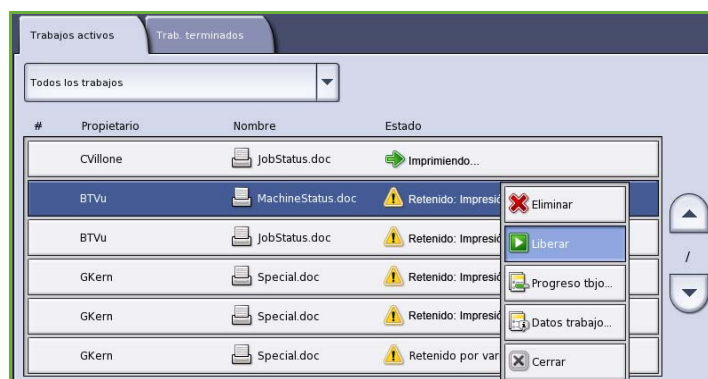 Trabajos activos Trab. terminados
Todos los trabajos
# Propietario Nombre Estado
CVillone JobStatus.doc Imprimiendo...
BTVu MachineStatus.doc Retenido: Impresió
Eliminar
BTVu JobStatus.doc Retenido: Impresió
Liberar
/
GKern Special.doc Retenido: Impresió
Progreso tbjo...
GKern Special.doc Retenido: Impresió
Datos trabajo...
GKern Special.doc Retenido por var
Cerrar